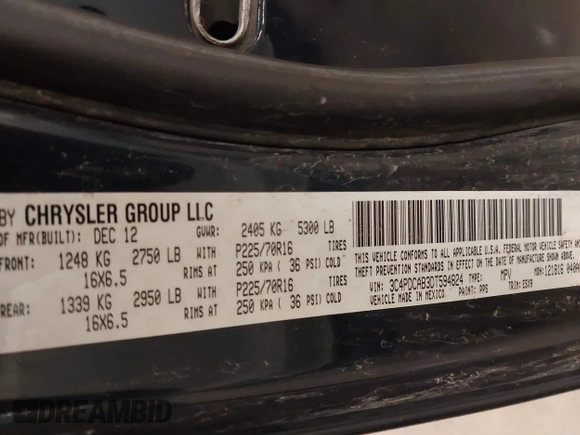 BY CHRYSLER GROUP LLC
OF MFR(BUILT): DEC 12 GVWR: 2405 KG 5300 LB
FRONT: 1248 KG 2750 LB WITH P225/70R16 TIRES
16X6.5 RIMS AT 250 KPA ( 36 PSI) COLD
REAR: 1339 KG 2950 LB WITH P225/70R16 TIRES
16X6.5 RIMS AT 250 KPA ( 36 PSI) COLD
THIS VEHICLE CONFORMS TO ALL APPLICABLE U.S.A. FEDERAL MOTOR VEHICLE SAFETY
THEFT PREVENTION STANDARDS IN EFFECT ON THE DATE OF MANUFACTURE SHOWN ABOVE.
VIN: 3C4PDCAB3DT594824 TYPE: MPV
MADE IN MEXICO PAINT: PPS TRIM:
DREAMBID